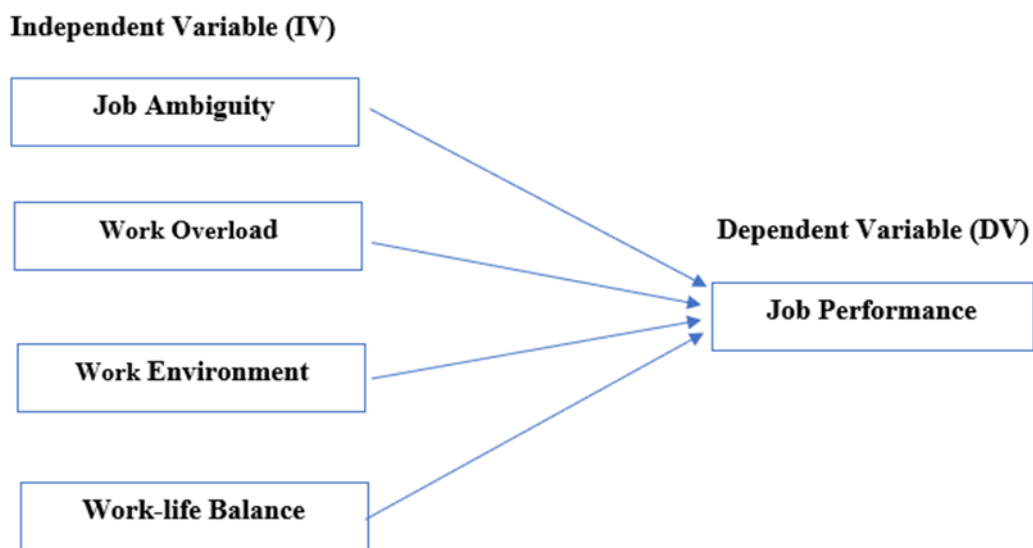 Independent Variable (IV)
Job Ambiguity
Work Overload
Dependent Variable (DV)
Job Performance
Work Environment
Work-life Balance